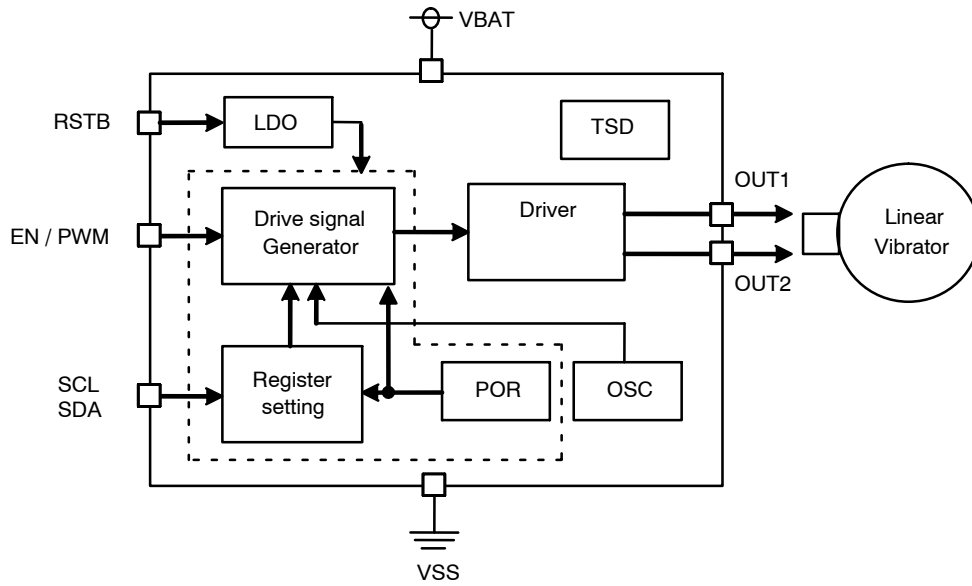 VBAT
RSTB
LDO
TSD
OUT1
EN / PWM
Drive signal
Generator
Driver
Linear
Vibrator
OUT2
SCL
SDA
Register
setting
POR
OSC
VSS